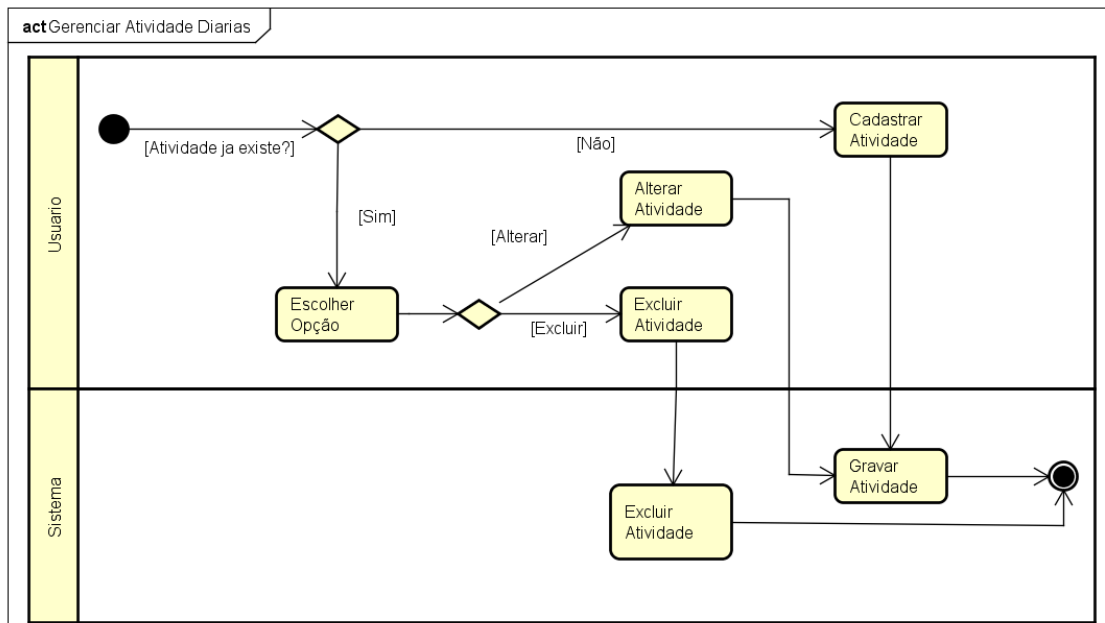 act Gerenciar Atividade Diarias
Usuario
[Atividade ja existe?]
[Não]
Cadastrar
Atividade
[Sim]
Alterar
Atividade
[Alterar]
Escolher
Opção
[Excluir]
Excluir
Atividade
Sistema
Gravar
Atividade
Excluir
Atividade